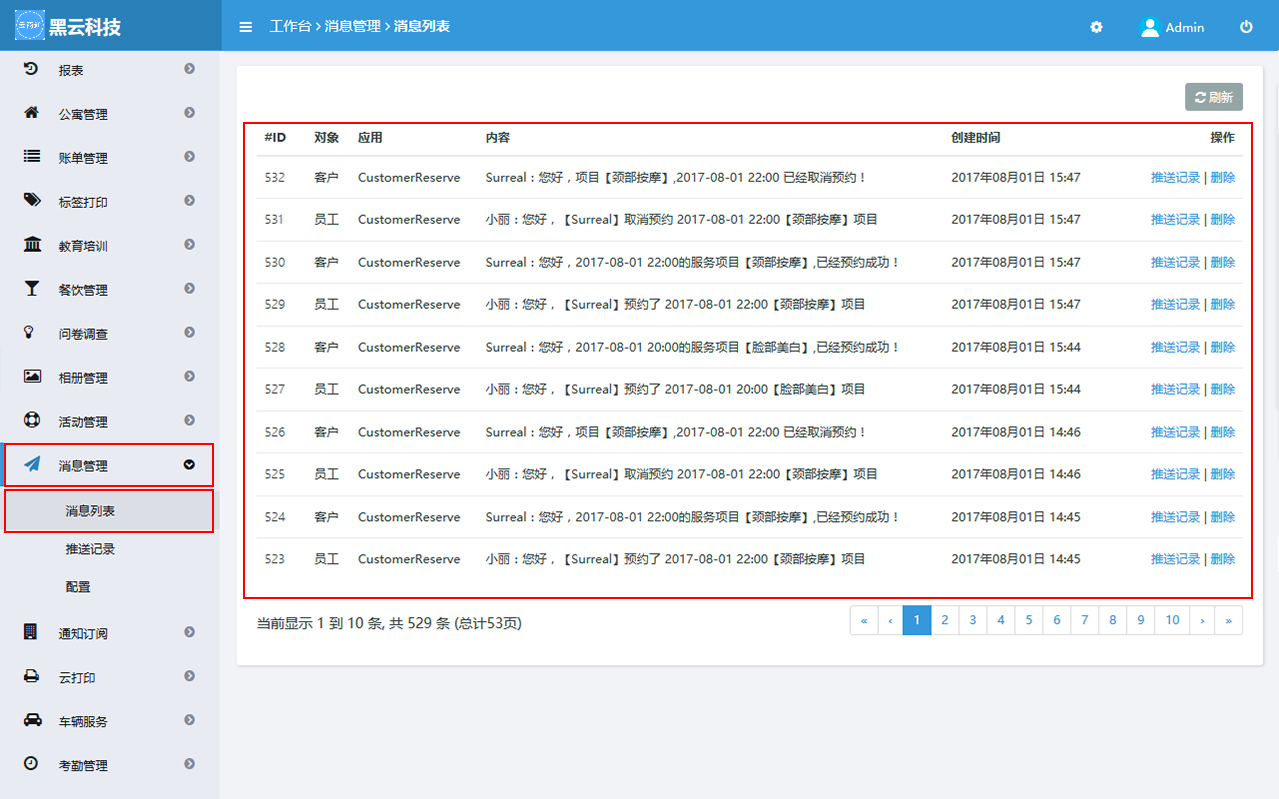 黑云科技
工作台 > 消息管理 > 消息列表
Admin
报表
公寓管理
账单管理
标签打印
教育培训
餐饮管理
问卷调查
相册管理
活动管理
消息管理
消息列表
推送记录
配置
通知订阅
云打印
车辆服务
考勤管理
刷新
#ID 对象 应用 内容 创建时间 操作
532 客户 CustomerReserve Surreal：您好，项目【颈部按摩】,2017-08-01 22:00 已经取消预约！ 2017年08月01日 15:47 推送记录 | 删除
531 员工 CustomerReserve 小丽：您好，【Surreal】取消预约 2017-08-01 22:00【颈部按摩】项目 2017年08月01日 15:47 推送记录 | 删除
530 客户 CustomerReserve Surreal：您好，2017-08-01 22:00的服务项目【颈部按摩】,已经预约成功！ 2017年08月01日 15:47 推送记录 | 删除
529 员工 CustomerReserve 小丽：您好，【Surreal】预约了 2017-08-01 22:00【颈部按摩】项目 2017年08月01日 15:47 推送记录 | 删除
528 客户 CustomerReserve Surreal：您好，2017-08-01 20:00的服务项目【脸部美白】,已经预约成功！ 2017年08月01日 15:44 推送记录 | 删除
527 员工 CustomerReserve 小丽：您好，【Surreal】预约了 2017-08-01 20:00【脸部美白】项目 2017年08月01日 15:44 推送记录 | 删除
526 客户 CustomerReserve Surreal：您好，项目【颈部按摩】,2017-08-01 22:00 已经取消预约！ 2017年08月01日 14:46 推送记录 | 删除
525 员工 CustomerReserve 小丽：您好，【Surreal】取消预约 2017-08-01 22:00【颈部按摩】项目 2017年08月01日 14:46 推送记录 | 删除
524 客户 CustomerReserve Surreal：您好，2017-08-01 22:00的服务项目【颈部按摩】,已经预约成功！ 2017年08月01日 14:45 推送记录 | 删除
523 员工 CustomerReserve 小丽：您好，【Surreal】预约了 2017-08-01 22:00【颈部按摩】项目 2017年08月01日 14:45 推送记录 | 删除
当前显示 1 到 10 条, 共 529 条 (总计53页)
« ‹ 1 2 3 4 5 6 7 8 9 10 › »